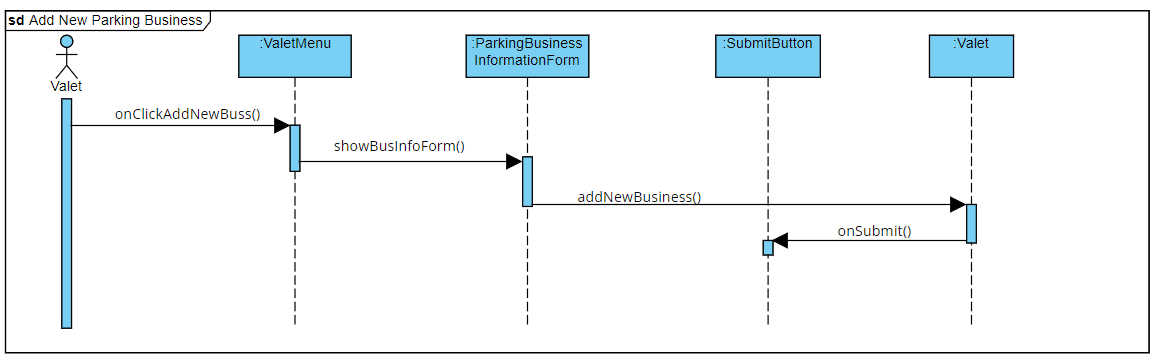 sd Add New Parking Business
Valet
:ValetMenu
:ParkingBusiness
InformationForm
:SubmitButton
:Valet
onClickAddNewBuss()
showBusInfoForm()
addNewBusiness()
onSubmit()